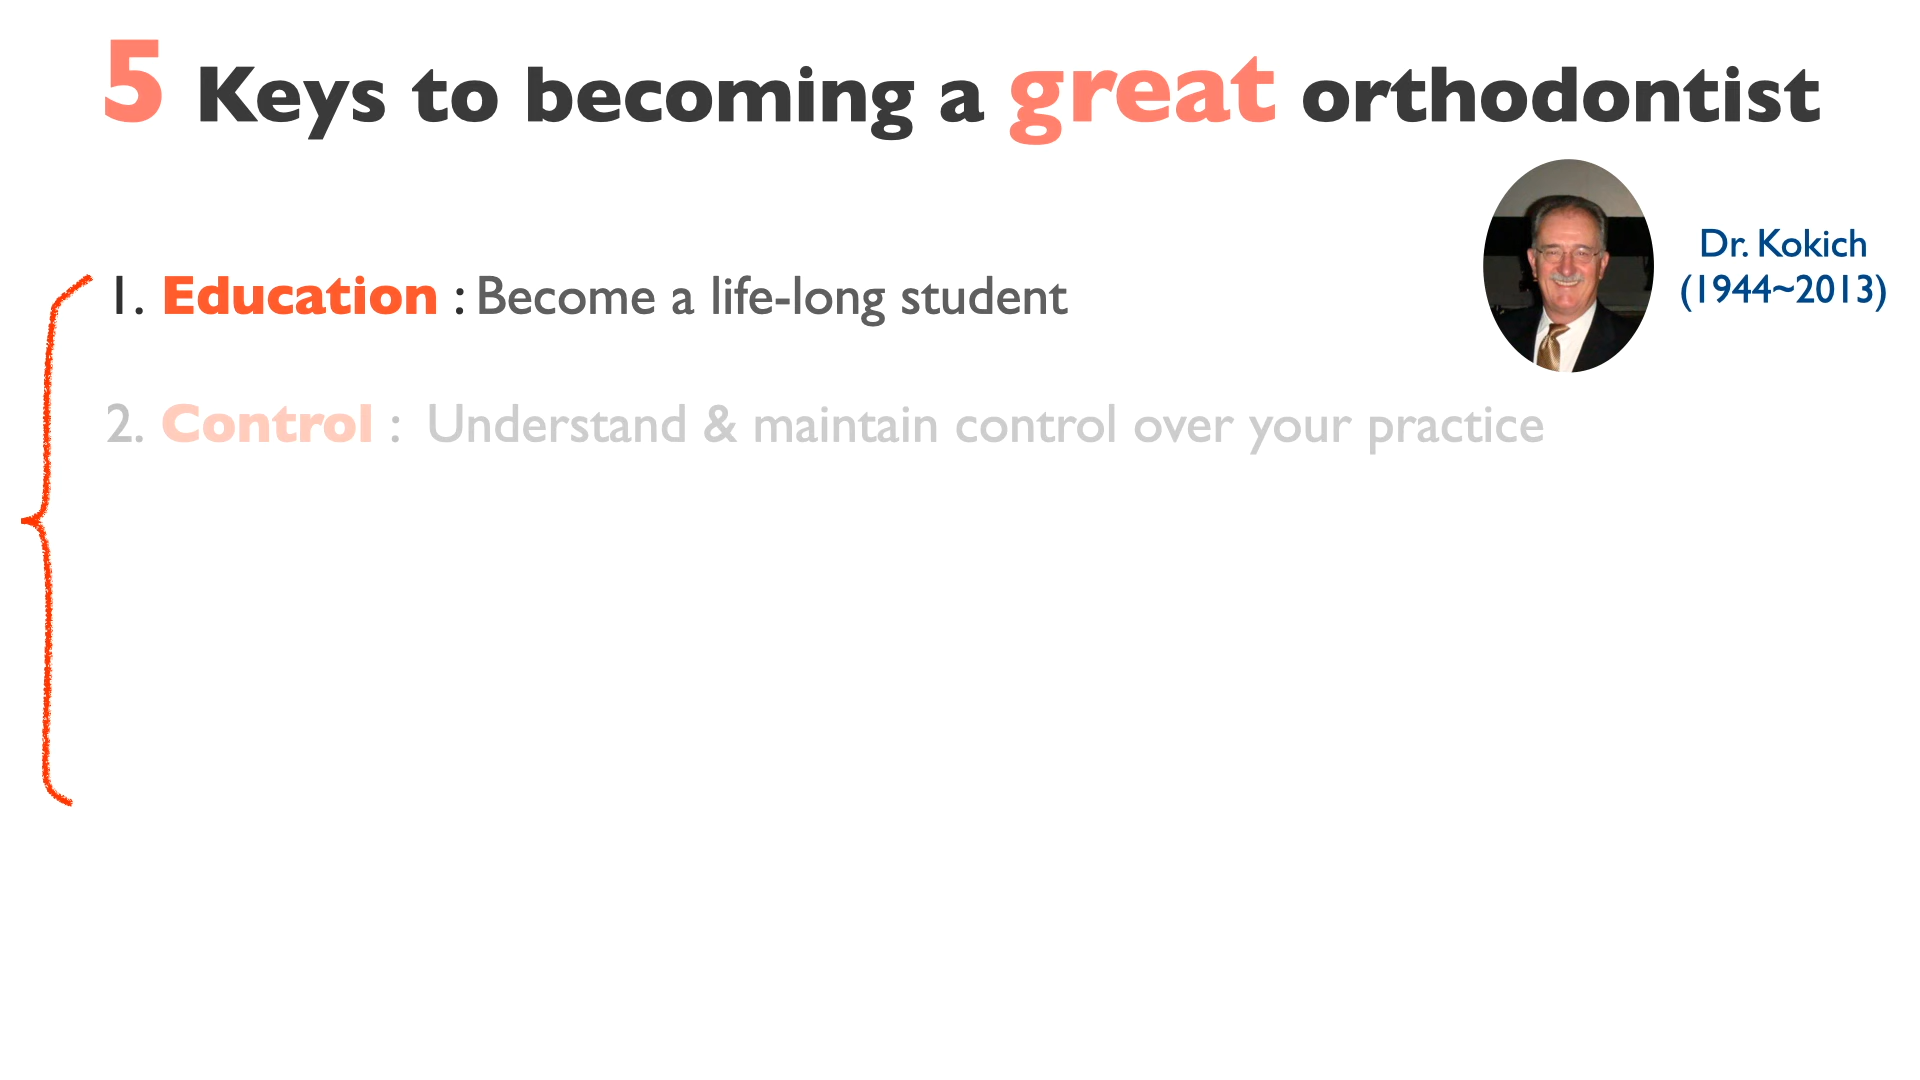 5 Keys to becoming a great orthodontist
Dr. Kokich
(1944~2013)
1. Education : Become a life-long student
2. Control : Understand & maintain control over your practice